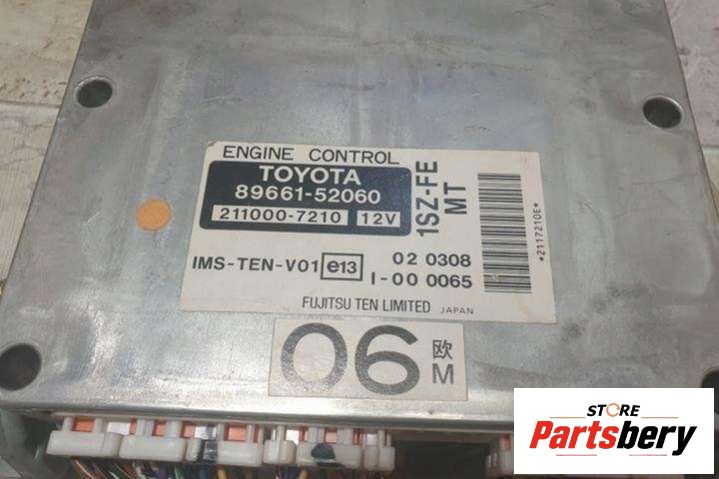 ENGINE CONTROL
TOYOTA
89661-52060
211000-7210 12V
1SZ-FE
MT
*2117210E*
IMS-TEN-V01 e13
02 0308
I-00 0065
FUJITSU TEN LIMITED JAPAN
06 欧M
STORE
Partsbery